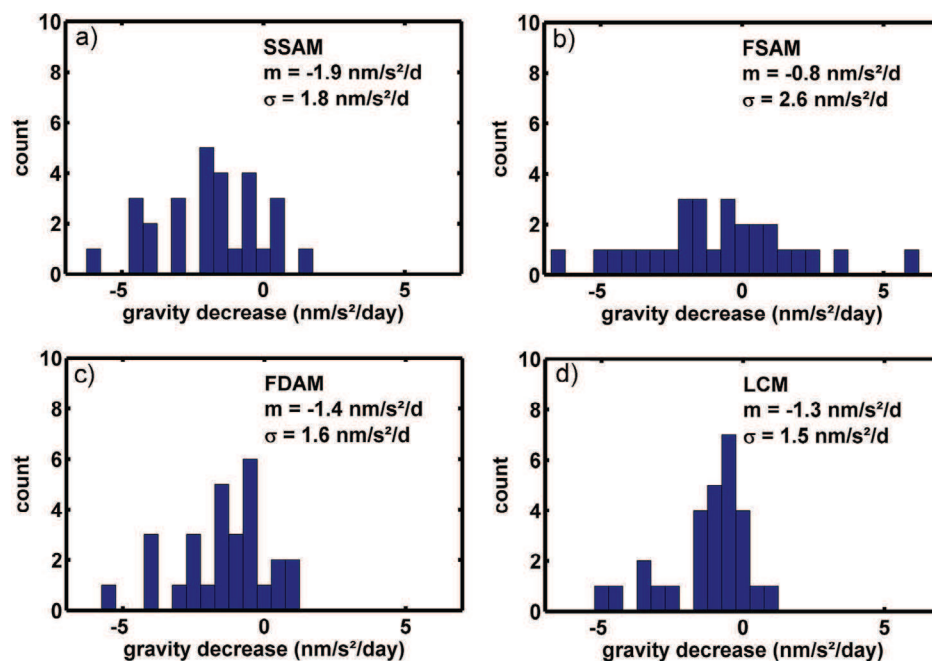 a)
SSAM
m = -1.9 nm/s²/d
σ = 1.8 nm/s²/d
10
8
6
4
2
0
count
-5 0 5
gravity decrease (nm/s²/day)
b)
FSAM
m = -0.8 nm/s²/d
σ = 2.6 nm/s²/d
10
8
6
4
2
0
count
-5 0 5
gravity decrease (nm/s²/day)
c)
FDAM
m = -1.4 nm/s²/d
σ = 1.6 nm/s²/d
10
8
6
4
2
0
count
-5 0 5
gravity decrease (nm/s²/day)
d)
LCM
m = -1.3 nm/s²/d
σ = 1.5 nm/s²/d
10
8
6
4
2
0
count
-5 0 5
gravity decrease (nm/s²/day)